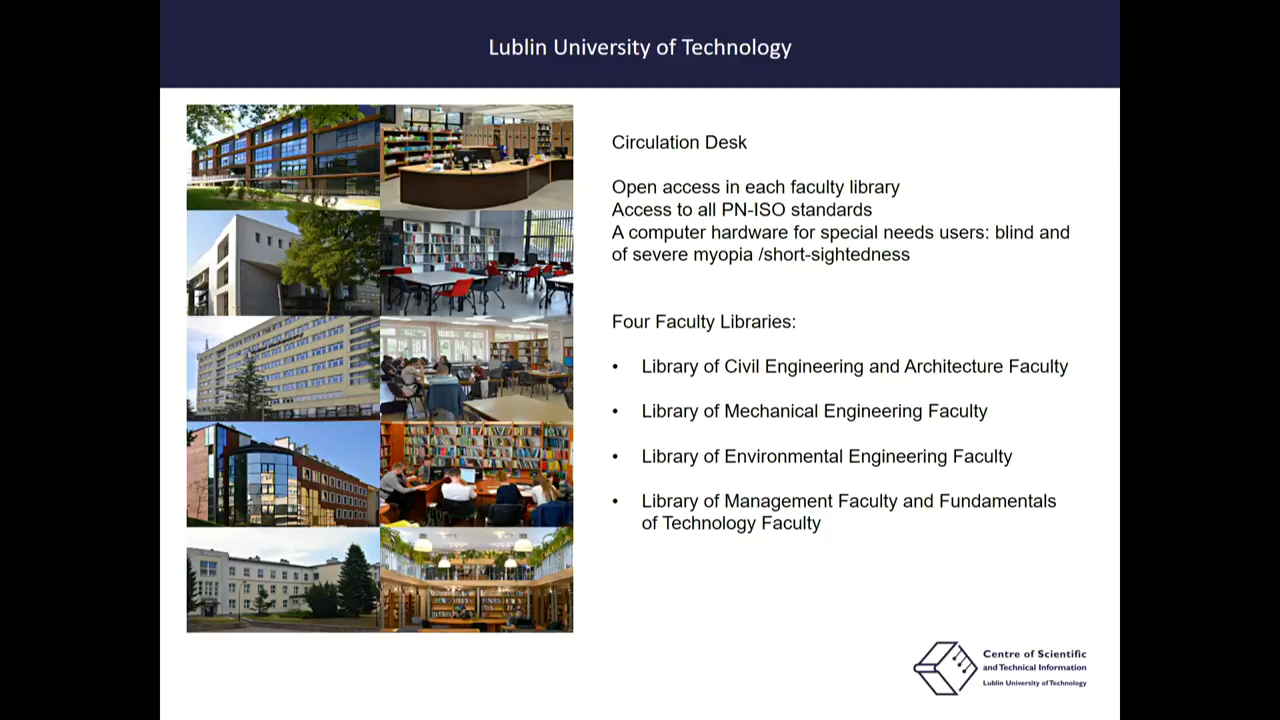 Lublin University of Technology
Circulation Desk
Open access in each faculty library
Access to all PN-ISO standards
A computer hardware for special needs users: blind and
of severe myopia /short-sightedness
Four Faculty Libraries:
• Library of Civil Engineering and Architecture Faculty
• Library of Mechanical Engineering Faculty
• Library of Environmental Engineering Faculty
• Library of Management Faculty and Fundamentals
of Technology Faculty
Centre of Scientific
and Technical Information
Lublin University of Technology